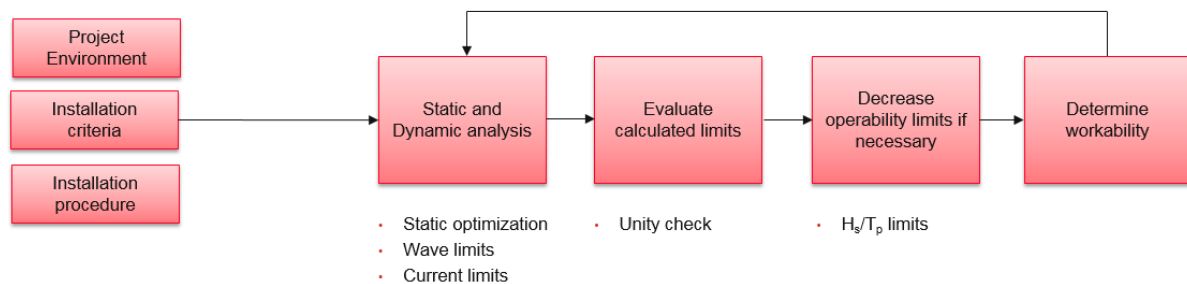 Project
Environment
Installation
criteria
Installation
procedure
Static and
Dynamic analysis
Evaluate
calculated limits
Decrease
operability limits if
necessary
Determine
workability
• Static optimization
• Wave limits
• Current limits
• Unity check
• Hs/Tp limits